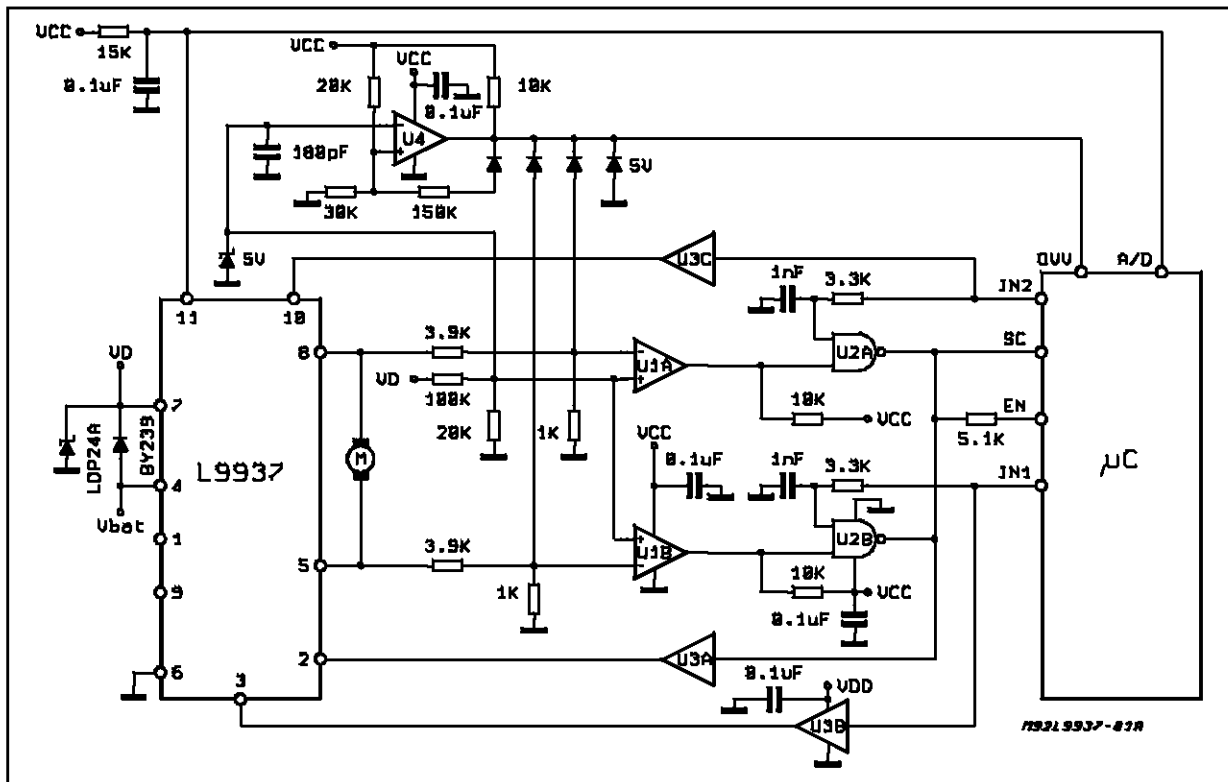 VCC
15K
0.1uF
VCC
VCC
20K
10K
0.1uF
U4
100pF
5V
30K
150K
5V
U3C
OVV
A/D
1nF
3.3K
IN2
11
10
8
3.9K
U2A
SC
VD
VD
100K
U1A
10K
VCC
EN
7
5.1K
20K
1K
LDP24A
BY239
L9937
M
VCC
0.1uF
1nF
3.3K
IN1
µC
4
Vbat
1
U2B
U1B
3.9K
5
10K
VCC
9
1K
0.1uF
2
U3A
6
3
0.1uF
VDD
U3B
M92L9937-01A